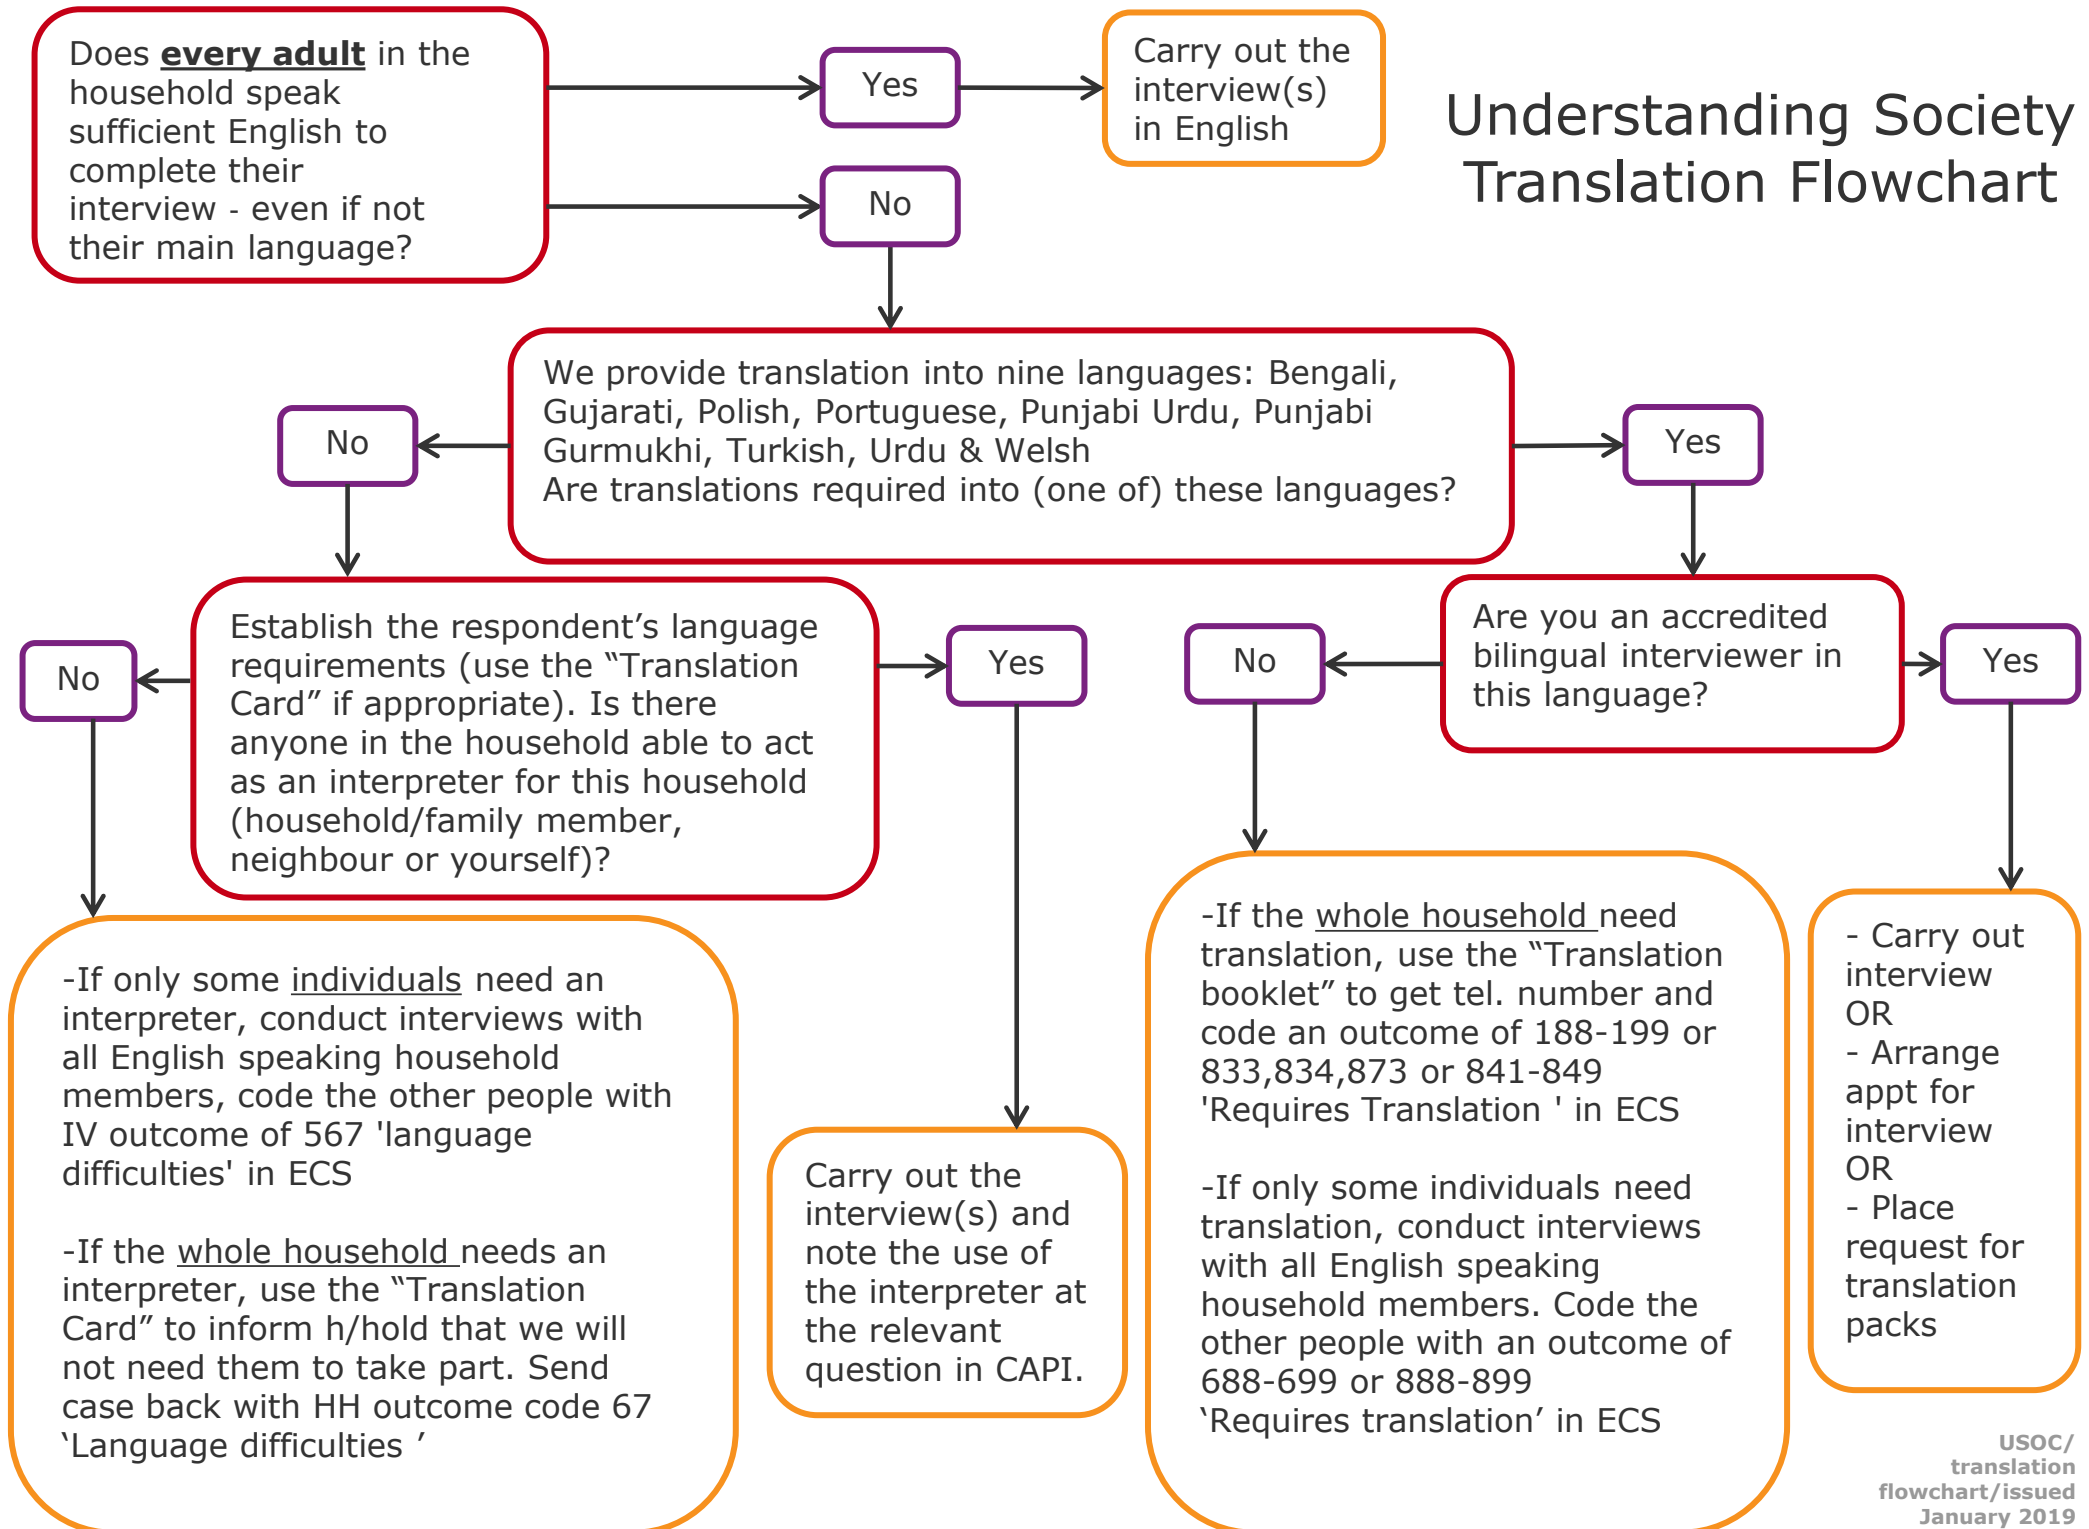 Does every adult in the
household speak
sufficient English to
complete their
interview - even if not
their main language?
Yes
Carry out the
interview(s)
in English
Understanding Society
Translation Flowchart
No
We provide translation into nine languages: Bengali,
Gujarati, Polish, Portuguese, Punjabi Urdu, Punjabi
Gurmukhi, Turkish, Urdu & Welsh
Are translations required into (one of) these languages?
No
Yes
Establish the respondent’s language
requirements (use the “Translation
Card” if appropriate). Is there
anyone in the household able to act
as an interpreter for this household
(household/family member,
neighbour or yourself)?
No
Yes
Are you an accredited
bilingual interviewer in
this language?
No
Yes
-If only some individuals need an
interpreter, conduct interviews with
all English speaking household
members, code the other people with
IV outcome of 567 'language
difficulties' in ECS
-If the whole household needs an
interpreter, use the “Translation
Card” to inform h/hold that we will
not need them to take part. Send
case back with HH outcome code 67
‘Language difficulties ’
Carry out the
interview(s) and
note the use of
the interpreter at
the relevant
question in CAPI.
-If the whole household need
translation, use the “Translation
booklet” to get tel. number and
code an outcome of 188-199 or
833,834,873 or 841-849
'Requires Translation ' in ECS
-If only some individuals need
translation, conduct interviews
with all English speaking
household members. Code the
other people with an outcome of
688-699 or 888-899
‘Requires translation’ in ECS
- Carry out
interview
OR
- Arrange
appt for
interview
OR
- Place
request for
translation
packs
USOC/
translation
flowchart/issued
January 2019